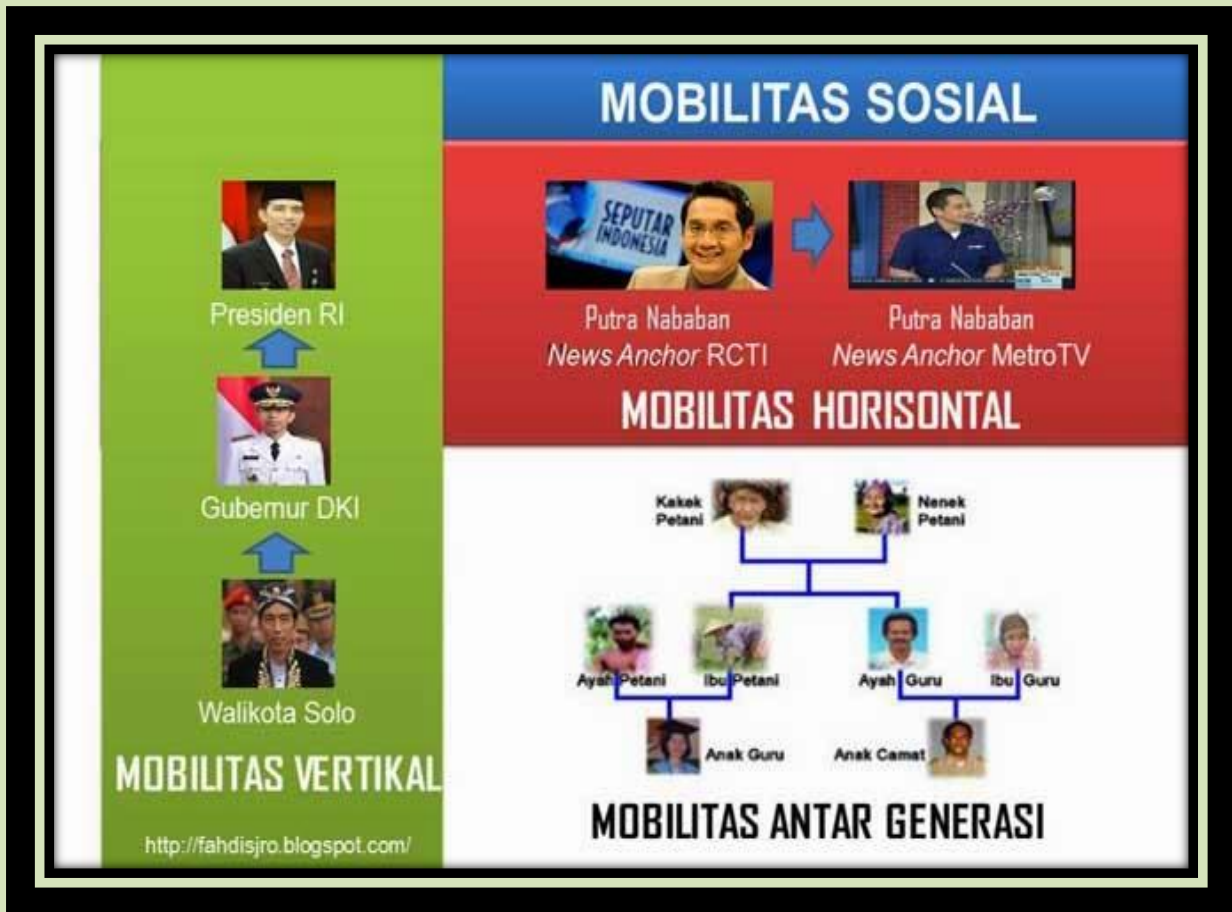 MOBILITAS SOSIAL
Presiden RI
Gubernur DKI
Walikota Solo
MOBILITAS VERTIKAL
http://fahdisjro.blogspot.com/
SEPUTAR
INDONESIA
Putra Nababan
News Anchor RCTI
Putra Nababan
News Anchor MetroTV
MOBILITAS HORISONTAL
Kakek
Petani
Nenek
Petani
Ayah Petani
Ibu Petani
Ayah Guru
Ibu Guru
Anak Guru
Anak Camat
MOBILITAS ANTAR GENERASI